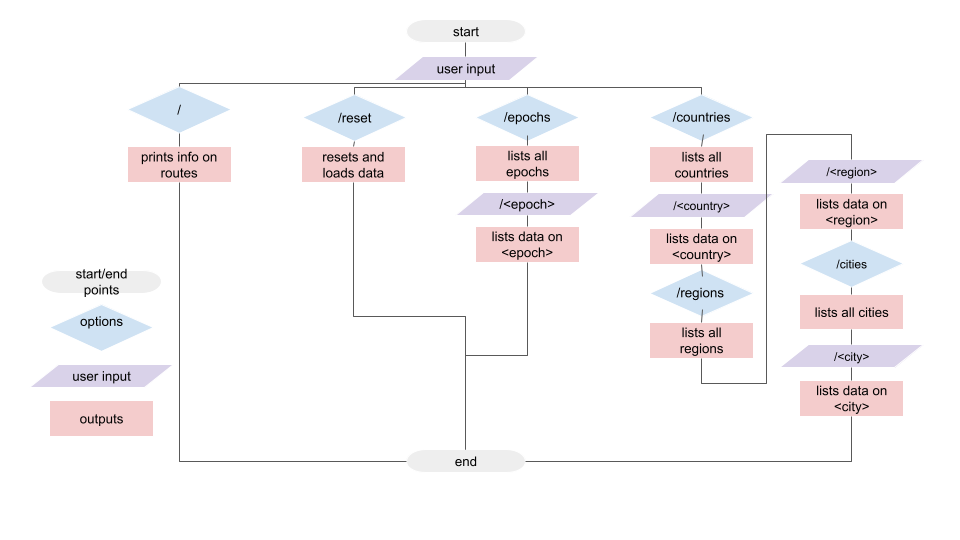 start
user input
/
prints info on
routes
/reset
resets and
loads data
/epochs
lists all
epochs
/<epoch>
lists data on
<epoch>
/countries
lists all
countries
/<country>
lists data on
<country>
/regions
lists all
regions
/<region>
lists data on
<region>
/cities
lists all cities
/<city>
lists data on
<city>
start/end
points
options
user input
outputs
end